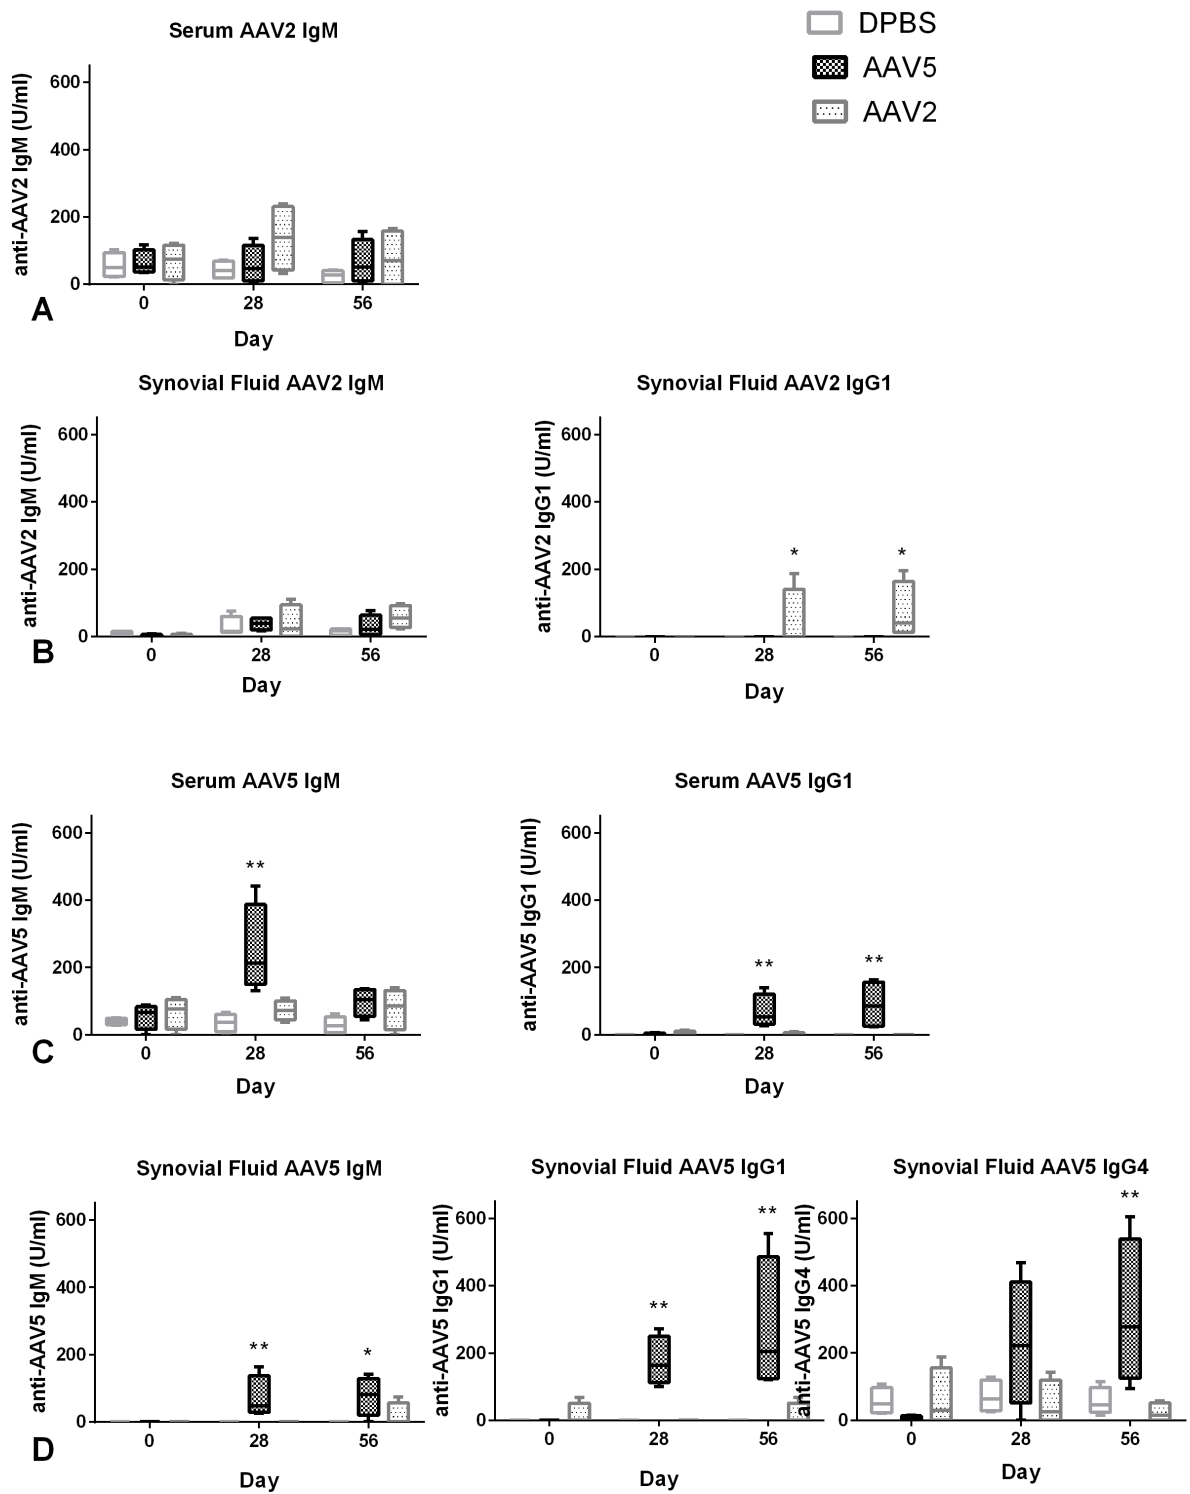 Serum AAV2 IgM
DPBS
AAV5
AAV2
anti-AAV2 IgM (U/ml)
600
400
200
0
0 28 56
Day
A
Synovial Fluid AAV2 IgM
anti-AAV2 IgM (U/ml)
600
400
200
0
0 28 56
Day
B
Synovial Fluid AAV2 IgG1
anti-AAV2 IgG1 (U/ml)
600
400
200
0
* *
0 28 56
Day
Serum AAV5 IgM
anti-AAV5 IgM (U/ml)
600
400
200
0
**
0 28 56
Day
C
Serum AAV5 IgG1
anti-AAV5 IgG1 (U/ml)
600
400
200
0
** **
0 28 56
Day
Synovial Fluid AAV5 IgM
anti-AAV5 IgM (U/ml)
600
400
200
0
** *
0 28 56
Day
D
Synovial Fluid AAV5 IgG1
anti-AAV5 IgG1 (U/ml)
600
400
200
0
** **
0 28 56
Day
Synovial Fluid AAV5 IgG4
anti-AAV5 IgG4 (U/ml)
600
400
200
0
**
0 28 56
Day